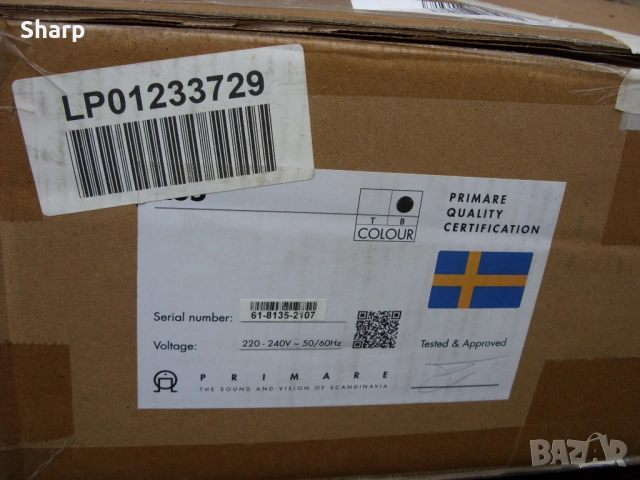 Sharp
LP01233729
T B
COLOUR
PRIMARE
QUALITY
CERTIFICATION
Serial number: 61-8135-2107
Voltage: 220 - 240V ~ 50/60Hz
Tested & Approved
PRIMARE
THE SOUND AND VISION OF SCANDINAVIA
BAZAR